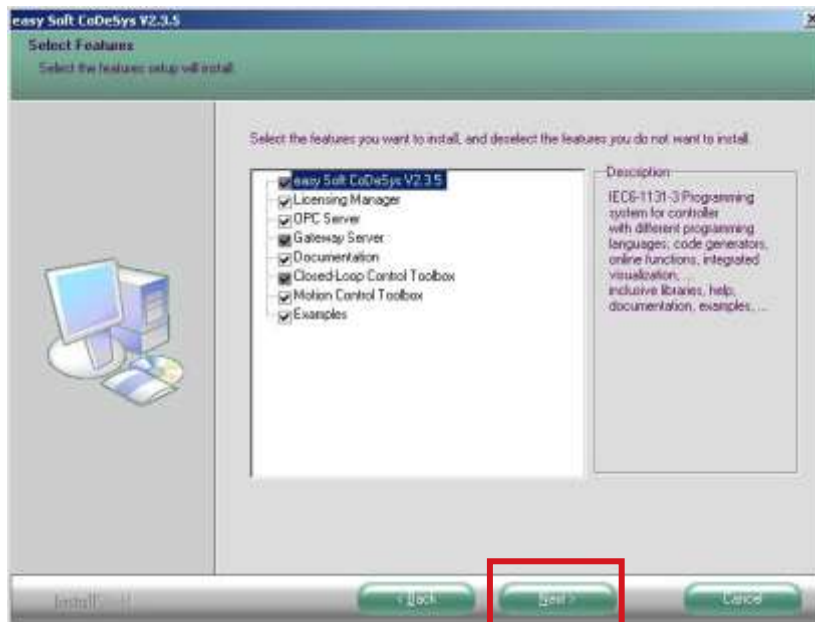 easy Soft CoDeSys V2.3.5
Select Features
Select the features setup will install.
Select the features you want to install, and deselect the features you do not want to install.
easy Soft CoDeSys V2.3.5
Licensing Manager
OPC Server
Gateway Server
Documentation
Closed-Loop Control Toolbox
Motion Control Toolbox
Examples
Description
IEC6-1131-3 Programming
system for controller
with different programming
languages; code generators,
online functions, integrated
visualization, ...
inclusive libraries, help,
documentation, examples, ...
< Back
Next >
Cancel